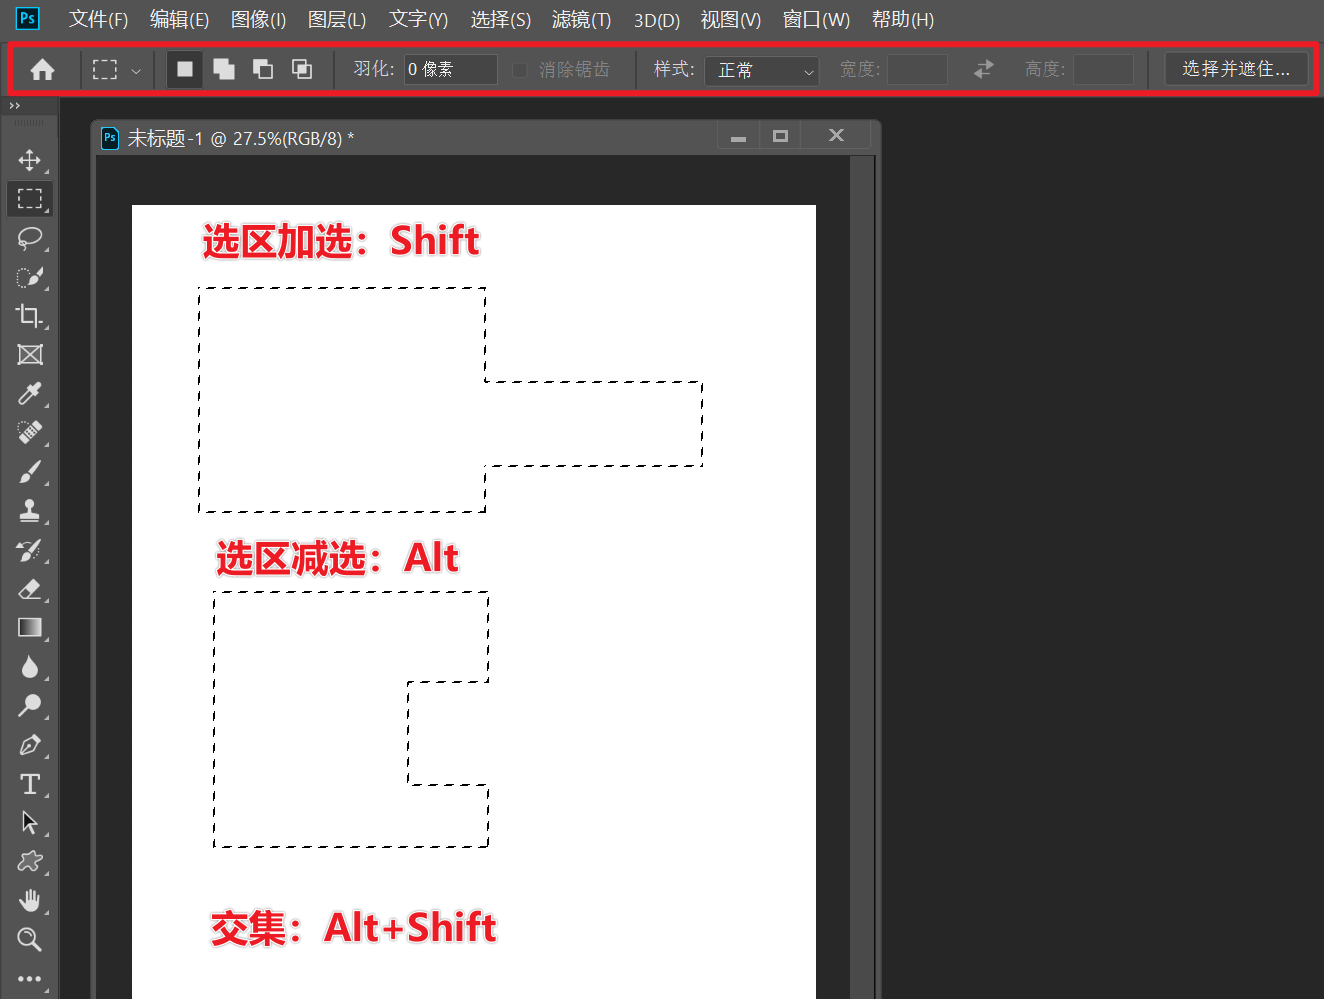 Ps 文件(F) 编辑(E) 图像(I) 图层(L) 文字(Y) 选择(S) 滤镜(T) 3D(D) 视图(V) 窗口(W) 帮助(H)
羽化: 0 像素 消除锯齿 样式: 正常 宽度: 高度: 选择并遮住...
Ps 未标题-1 @ 27.5%(RGB/8) *
选区加选：Shift
选区减选：Alt
交集：Alt+Shift